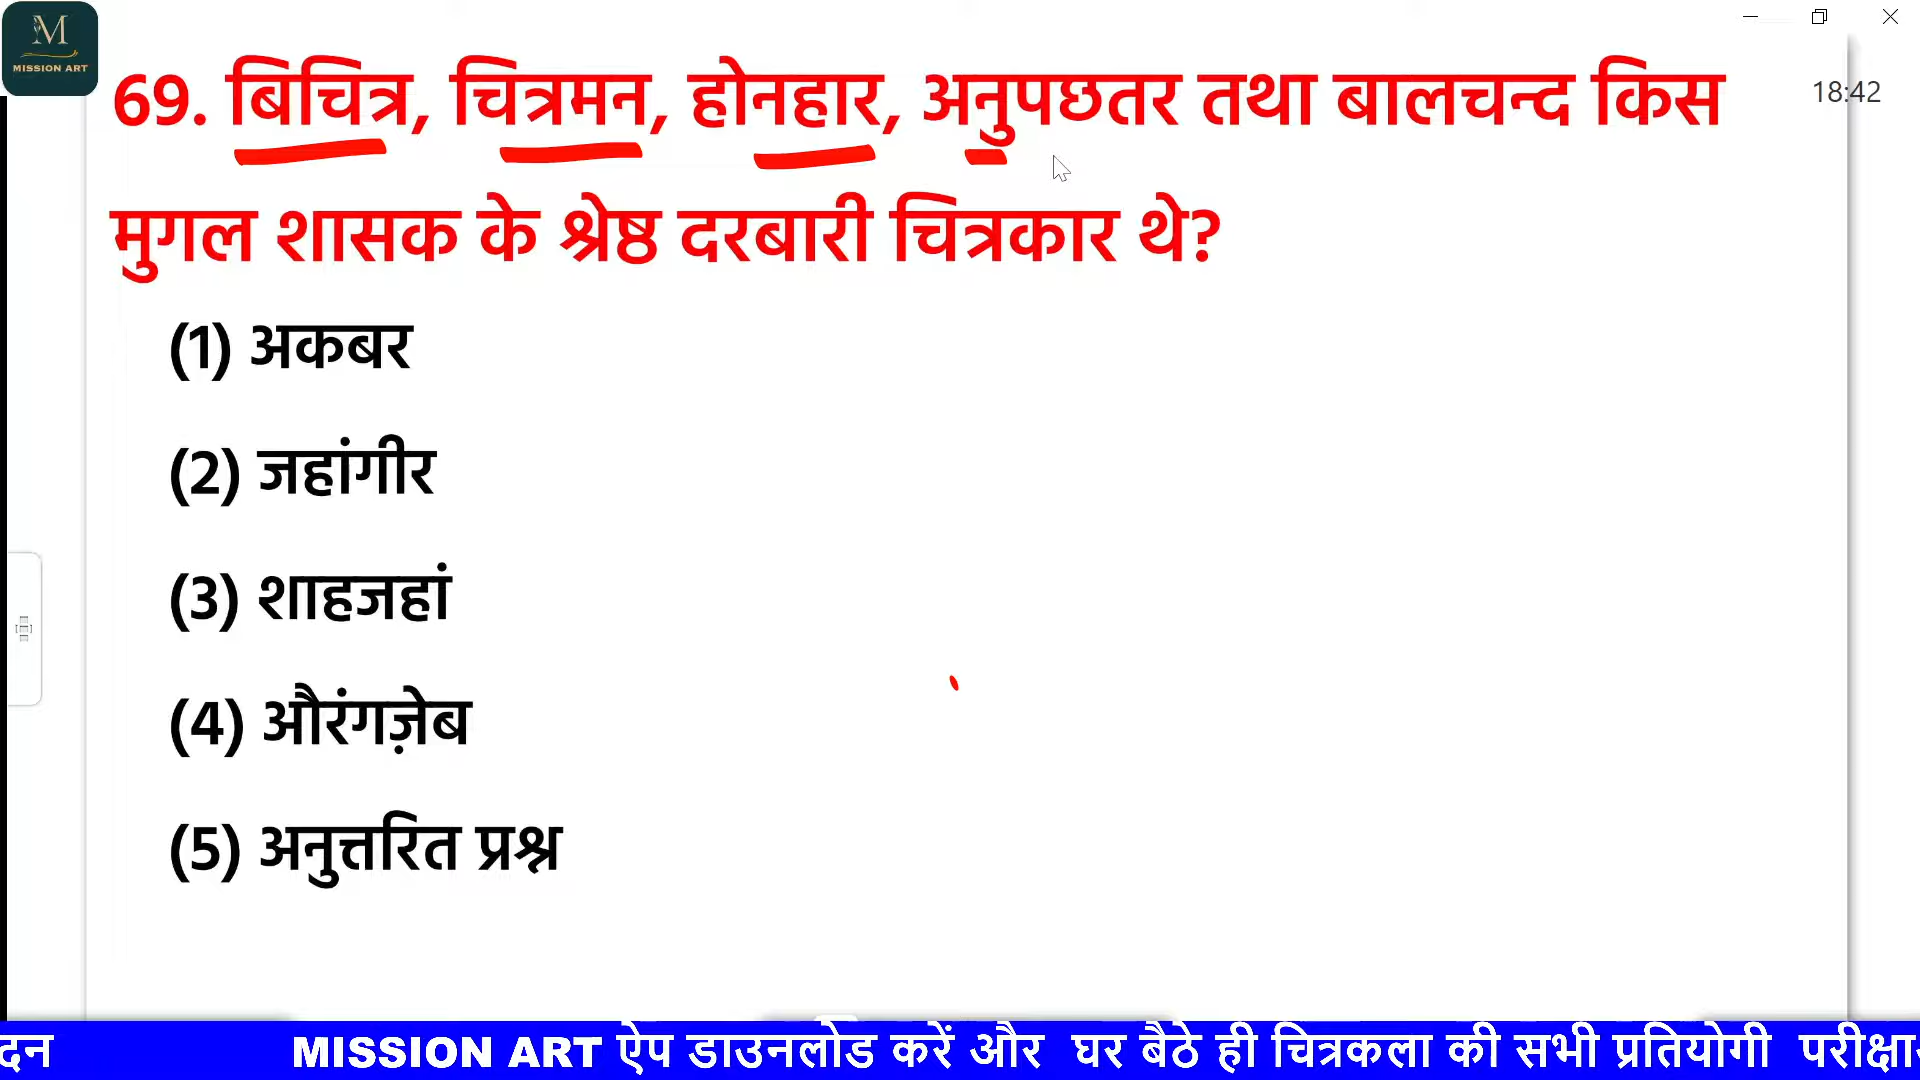 M
MISSION ART
69. बिचित्र, चित्रमन, होनहार, अनुपछतर तथा बालचन्द किस
18:42
मुगल शासक के श्रेष्ठ दरबारी चित्रकार थे?
(1) अकबर
(2) जहांगीर
(3) शाहजहां
(4) औरंगज़ेब
(5) अनुत्तरित प्रश्न
दन MISSION ART ऐप डाउनलोड करें और घर बैठे ही चित्रकला की सभी प्रतियोगी परीक्षा